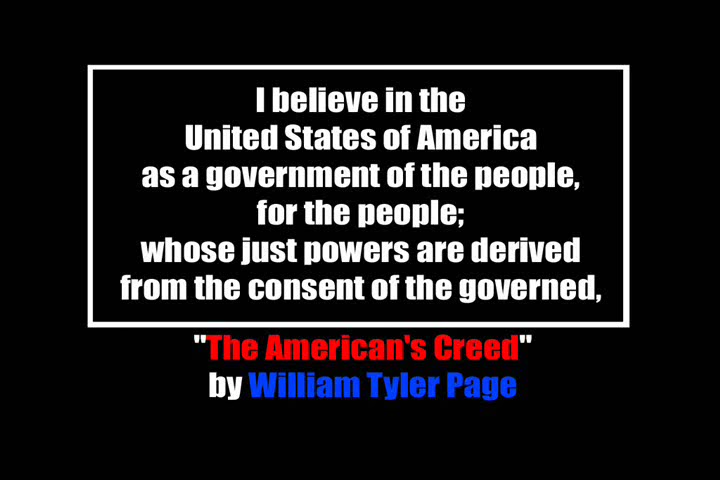 I believe in the
United States of America
as a government of the people,
for the people;
whose just powers are derived
from the consent of the governed,
"The American's Creed"
by William Tyler Page